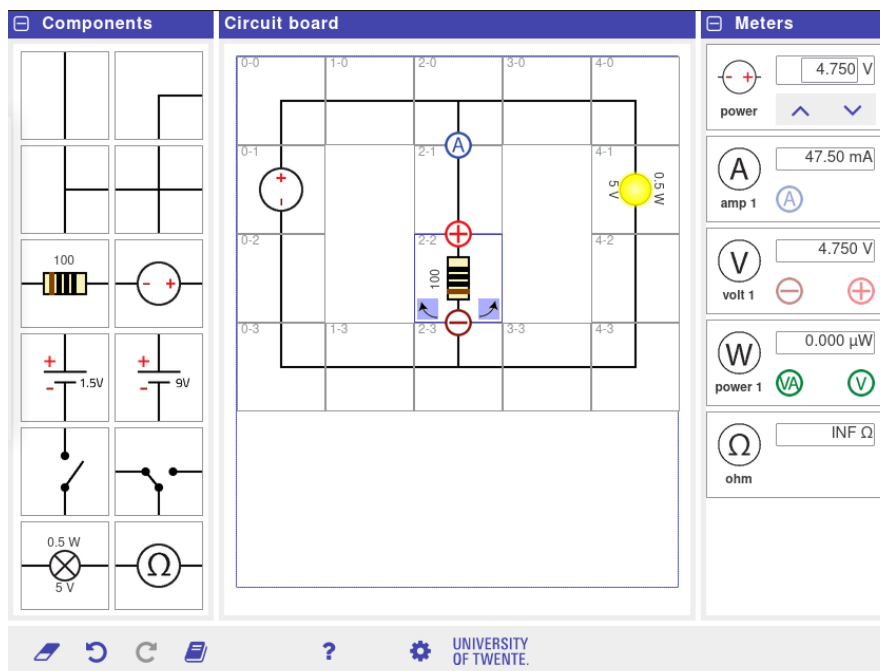 Components
Circuit board
Meters
100
+
-
1.5V
+
-
9V
- +
0.5 W
5 V
Ω
0-0
1-0
2-0
3-0
4-0
0-1
2-1
4-1
0-2
2-2
4-2
0-3
1-3
2-3
3-3
4-3
+
-
A
5 V
0.5 W
+
100
−
- +
power
4.750 V
A
amp 1
47.50 mA
A
V
volt 1
4.750 V
−
+
W
power 1
0.000 µW
VA
V
Ω
ohm
INF Ω
?
UNIVERSITY
OF TWENTE.